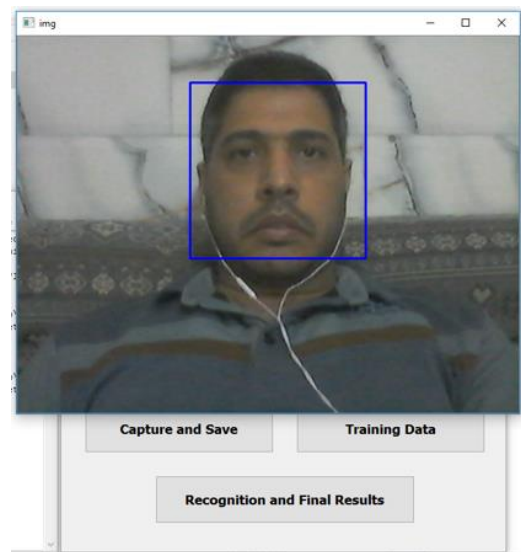 img
Capture and Save
Training Data
Recognition and Final Results